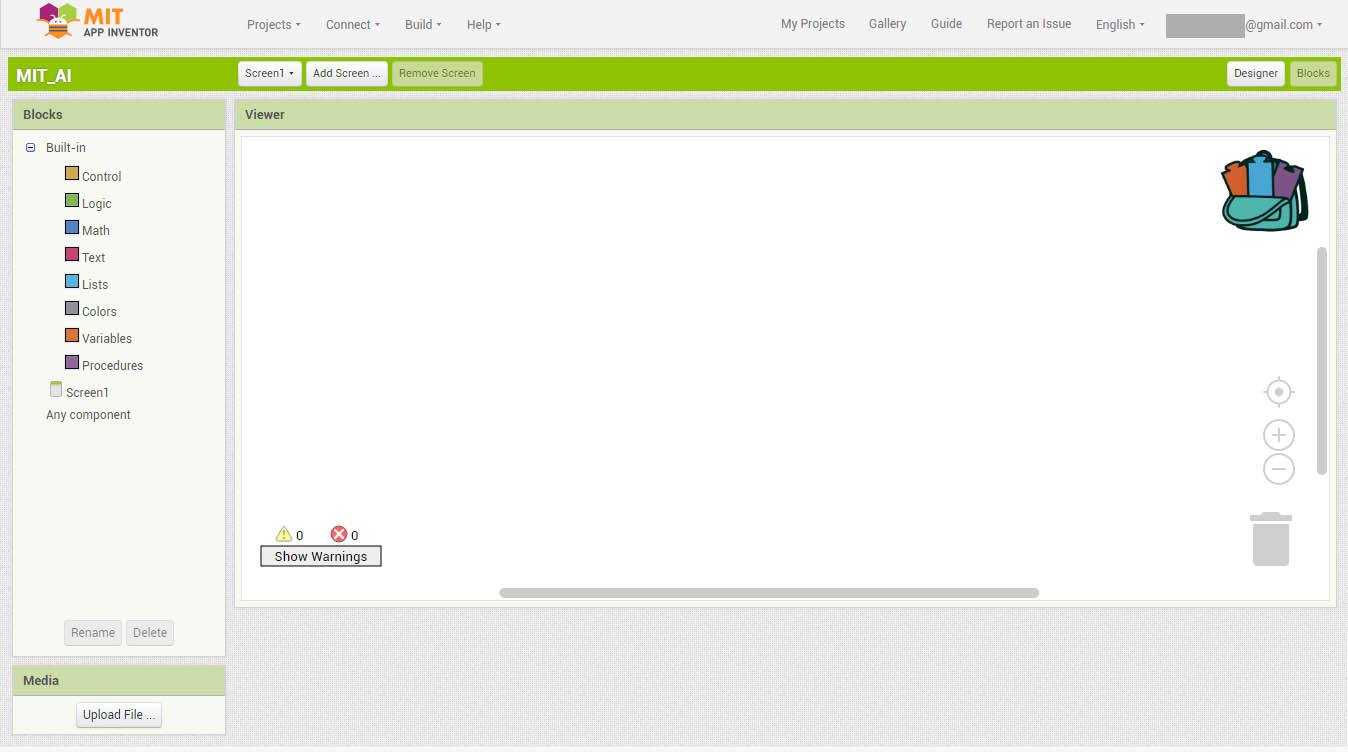 MIT
APP INVENTOR
Projects Connect Build Help My Projects Gallery Guide Report an Issue English @gmail.com
MIT_AI Screen1 Add Screen ... Remove Screen Designer Blocks
Blocks
Built-in
Control
Logic
Math
Text
Lists
Colors
Variables
Procedures
Screen1
Any component
Rename Delete
Media
Upload File ...
Viewer
0 0
Show Warnings